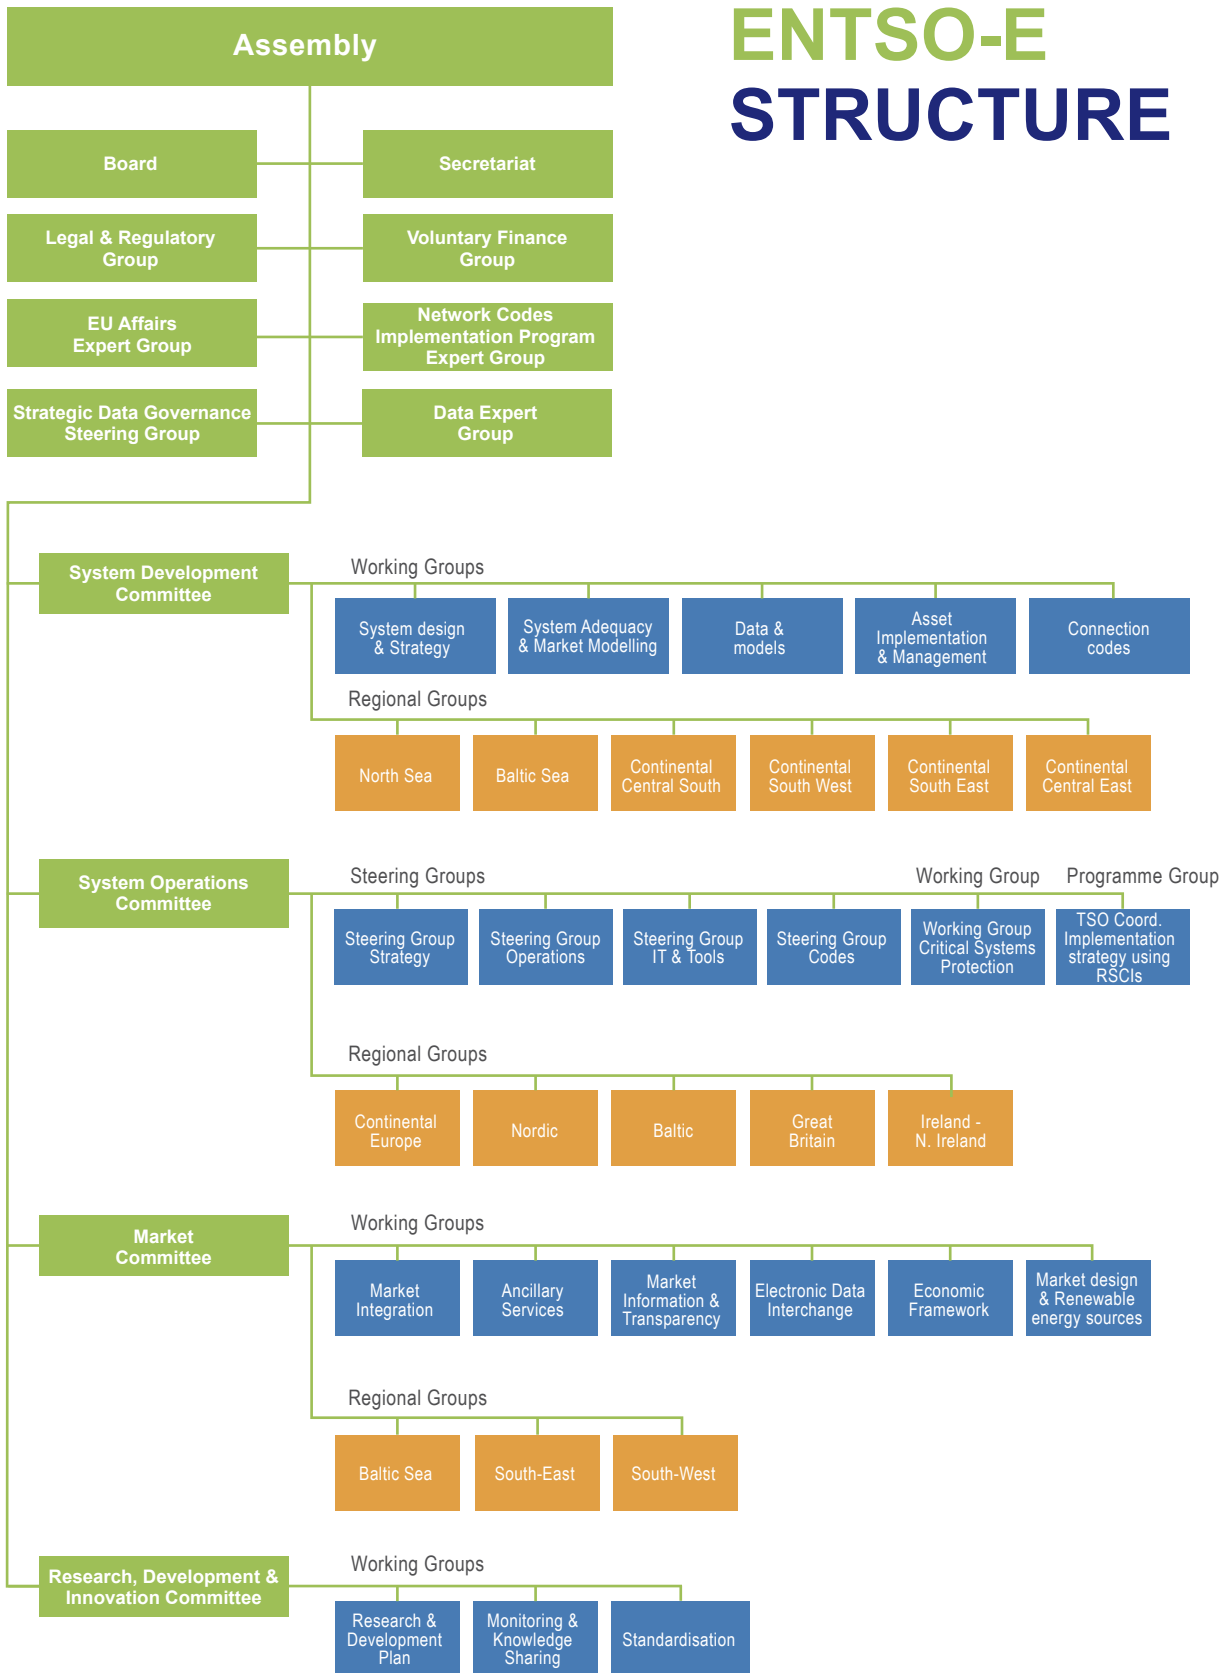 ENTSO-E
STRUCTURE
Assembly
Board
Secretariat
Legal & Regulatory
Group
Voluntary Finance
Group
EU Affairs
Expert Group
Network Codes
Implementation Program
Expert Group
Strategic Data Governance
Steering Group
Data Expert
Group
System Development
Committee
Working Groups
System design
& Strategy
System Adequacy
& Market Modelling
Data &
models
Asset
Implementation
& Management
Connection
codes
Regional Groups
North Sea
Baltic Sea
Continental
Central South
Continental
South West
Continental
South East
Continental
Central East
System Operations
Committee
Steering Groups
Working Group
Programme Group
Steering Group
Strategy
Steering Group
Operations
Steering Group
IT & Tools
Steering Group
Codes
Working Group
Critical Systems
Protection
TSO Coord.
Implementation
strategy using
RSCIs
Regional Groups
Continental
Europe
Nordic
Baltic
Great
Britain
Ireland -
N. Ireland
Market
Committee
Working Groups
Market
Integration
Ancillary
Services
Market
Information &
Transparency
Electronic Data
Interchange
Economic
Framework
Market design
& Renewable
energy sources
Regional Groups
Baltic Sea
South-East
South-West
Research, Development &
Innovation Committee
Working Groups
Research &
Development
Plan
Monitoring &
Knowledge
Sharing
Standardisation